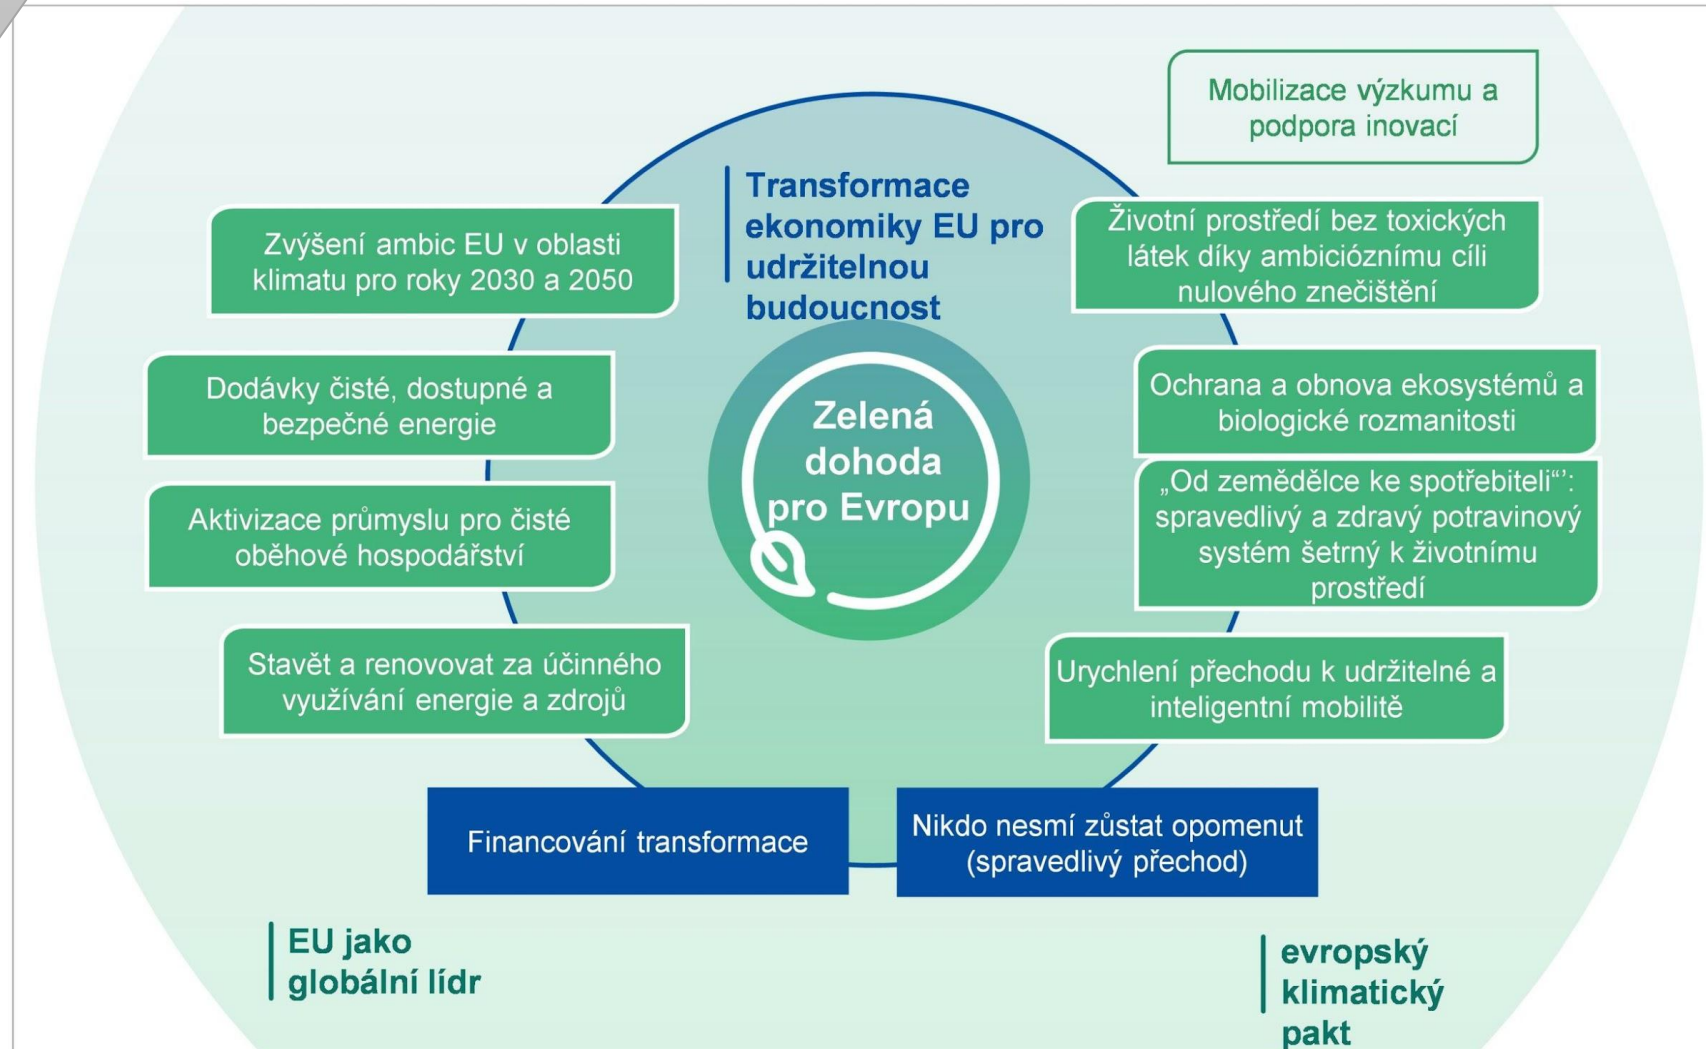 Mobilizace výzkumu a
podpora inovací
Transformace
ekonomiky EU pro
udržitelnou
budoucnost
Zvýšení ambic EU v oblasti
klimatu pro roky 2030 a 2050
Životní prostředí bez toxických
látek díky ambicióznímu cíli
nulového znečištění
Dodávky čisté, dostupné a
bezpečné energie
Ochrana a obnova ekosystémů a
biologické rozmanitosti
Zelená
dohoda
pro Evropu
Aktivizace průmyslu pro čisté
oběhové hospodářství
„Od zemědělce ke spotřebiteli“’:
spravedlivý a zdravý potravinový
systém šetrný k životnímu
prostředí
Stavět a renovovat za účinného
využívání energie a zdrojů
Urychlení přechodu k udržitelné a
inteligentní mobilitě
Financování transformace
Nikdo nesmí zůstat opomenut
(spravedlivý přechod)
EU jako
globální lídr
evropský
klimatický
pakt